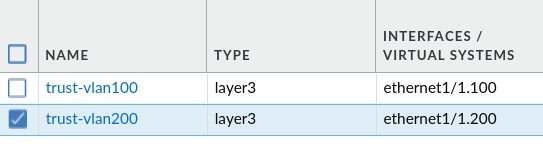 NAME TYPE INTERFACES / VIRTUAL SYSTEMS
trust-vlan100 layer3 ethernet1/1.100
trust-vlan200 layer3 ethernet1/1.200